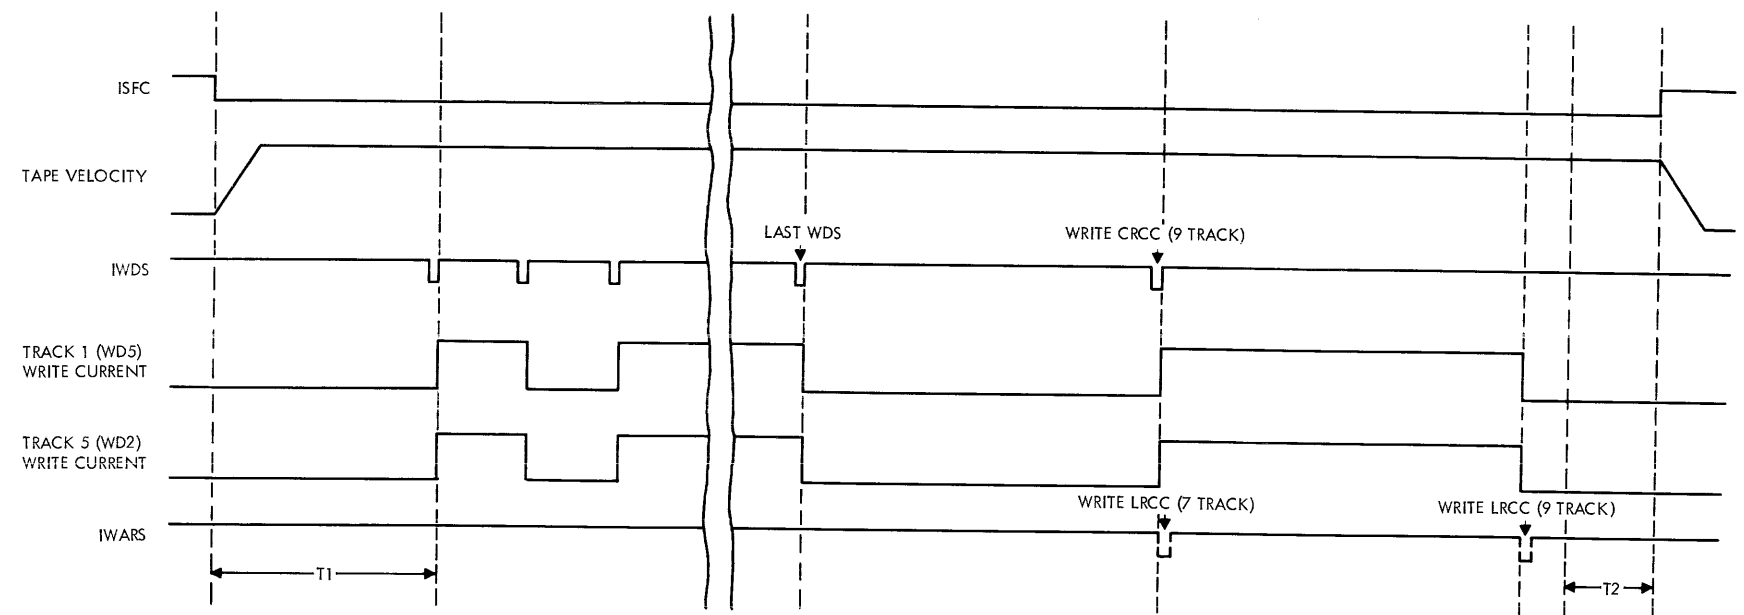 ISFC
TAPE VELOCITY
LAST WDS
WRITE CRCC (9 TRACK)
IWDS
TRACK 1 (WD5)
WRITE CURRENT
TRACK 5 (WD2)
WRITE CURRENT
WRITE LRCC (7 TRACK)
WRITE LRCC (9 TRACK)
IWARS
T1
T2